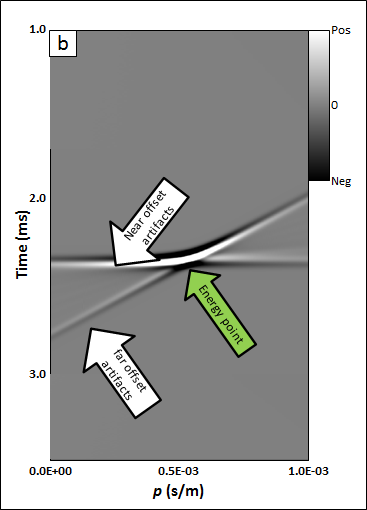 b
1.0
2.0
3.0
Time (ms)
Pos
0
Neg
Near offset
artifacts
Energy point
far offset
artifacts
0.0E+00
0.5E-03
1.0E-03
p (s/m)